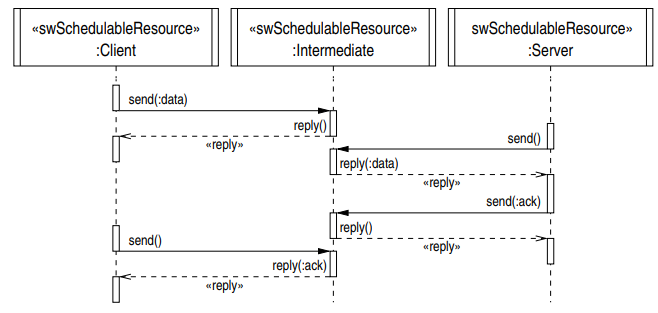 «swSchedulableResource»
:Client
«swSchedulableResource»
:Intermediate
swSchedulableResource»
:Server
send(:data)
reply()
«reply»
send()
reply(:data)
«reply»
send(:ack)
reply()
«reply»
send()
reply(:ack)
«reply»